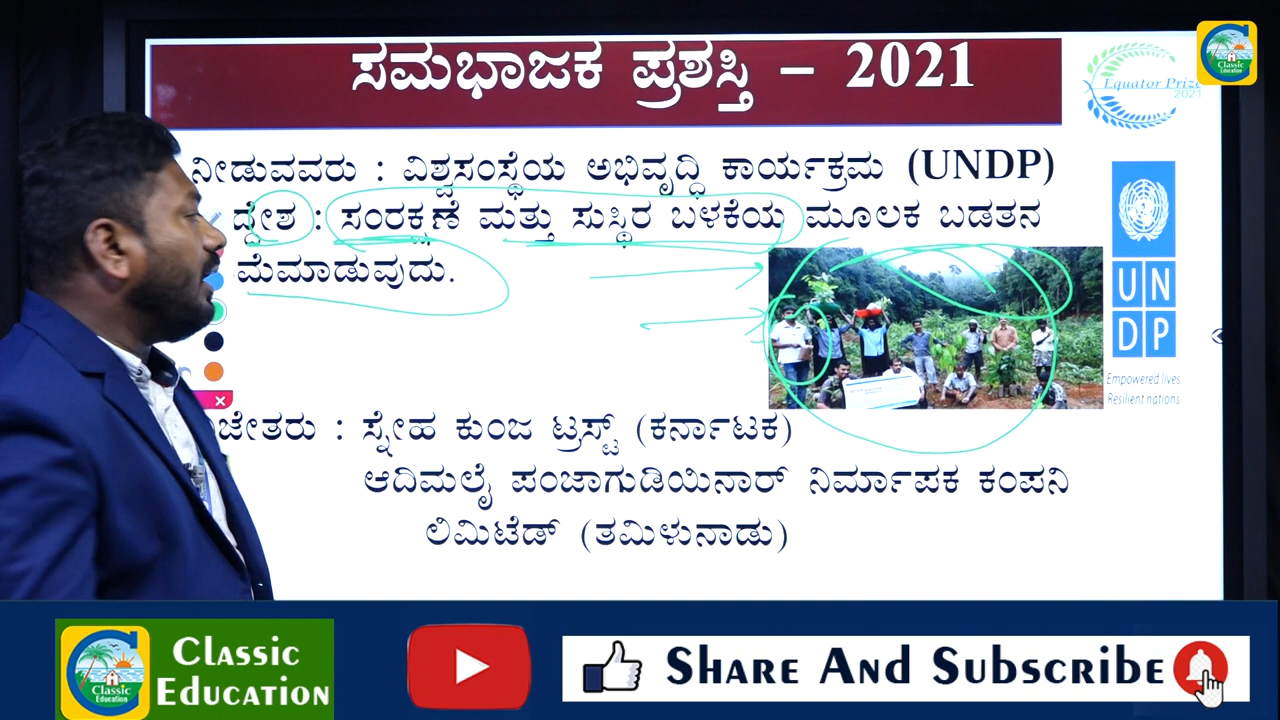 ಸಮಭಾಜಕ ಪ್ರಶಸ್ತಿ – 2021
Equator Prize
2021
Classic
Education
ನೀಡುವವರು : ವಿಶ್ವಸಂಸ್ಥೆಯ ಅಭಿವೃದ್ಧಿ ಕಾರ್ಯಕ್ರಮ (UNDP)
ದ್ದೇಶ : ಸಂರಕ್ಷಣೆ ಮತ್ತು ಸುಸ್ಥಿರ ಬಳಕೆಯ ಮೂಲಕ ಬಡತನ
ಮೆಮಾಡುವುದು.
UN
DP
Empowered lives.
Resilient nations.
ಜೇತರು : ಸ್ನೇಹ ಕುಂಜ ಟ್ರಸ್ಟ್ (ಕರ್ನಾಟಕ)
ಆದಿಮಲೈ ಪಂಜಾಗುಡಿಯಿನಾರ್ ನಿರ್ಮಾಪಕ ಕಂಪನಿ
ಲಿಮಿಟೆಡ್ (ತಮಿಳುನಾಡು)
Classic
Education
Classic
Education
Share And Subscribe